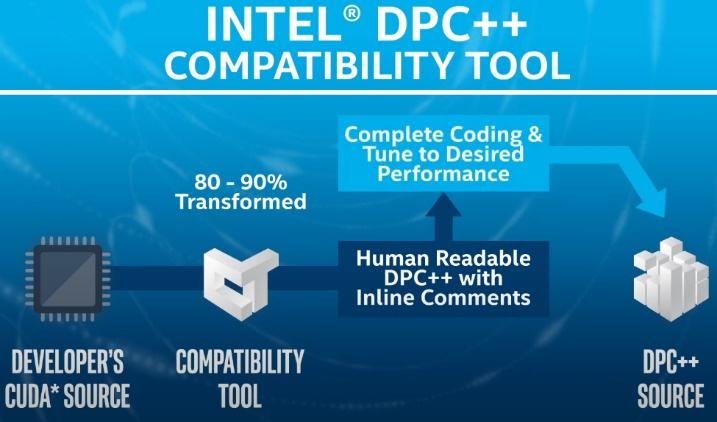 INTEL® DPC++
COMPATIBILITY TOOL
Complete Coding &
Tune to Desired
Performance
80 - 90%
Transformed
Human Readable
DPC++ with
Inline Comments
DEVELOPER'S
CUDA* SOURCE
COMPATIBILITY
TOOL
DPC++
SOURCE